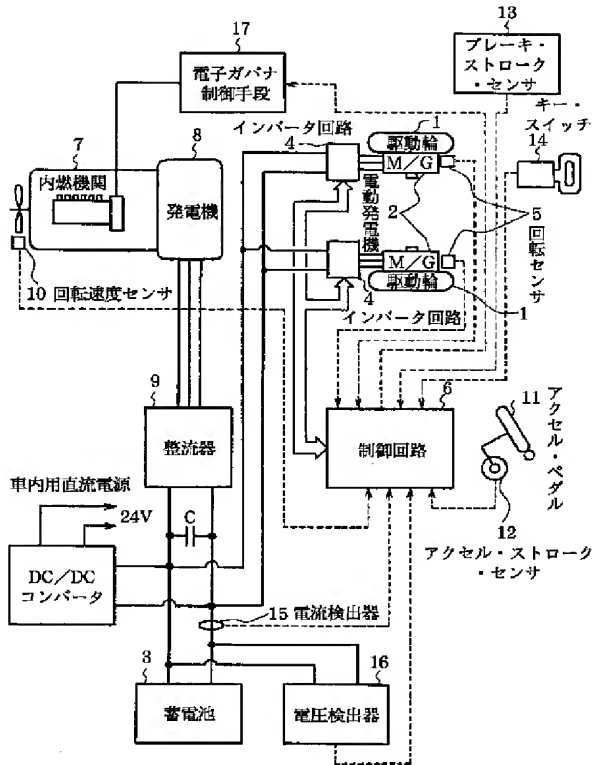 13
ブレーキ・
ストローク・
・センサ
17
電子ガバナ
制御手段
キー・
スイッチ
14
インバータ回路
4
1
駆動輪
M/G
7
内燃機関
8
発電機
電動発電機
2
5 回転センサ
M/G
駆動輪
1
4
インバータ回路
10 回転速度センサ
9
整流器
6
制御回路
11
アクセル・ペダル
12
アクセル・ストローク
・センサ
車内用直流電源
24V
C
DC/DC
コンバータ
15 電流検出器
3
蓄電池
16
電圧検出器